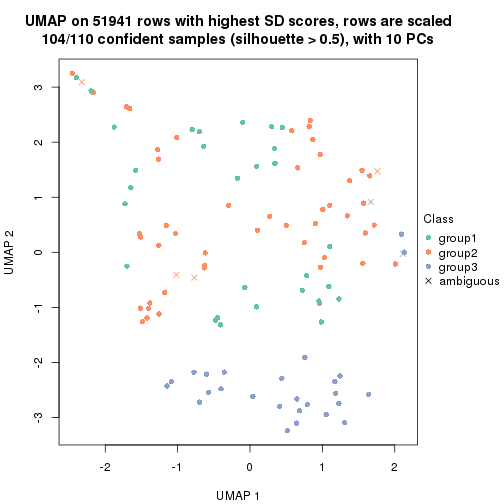 UMAP on 51941 rows with highest SD scores, rows are scaled
104/110 confident samples (silhouette > 0.5), with 10 PCs
3
2
1
0
-1
-2
-3
UMAP 2
-2
-1
0
1
2
UMAP 1
Class
group1
group2
group3
ambiguous